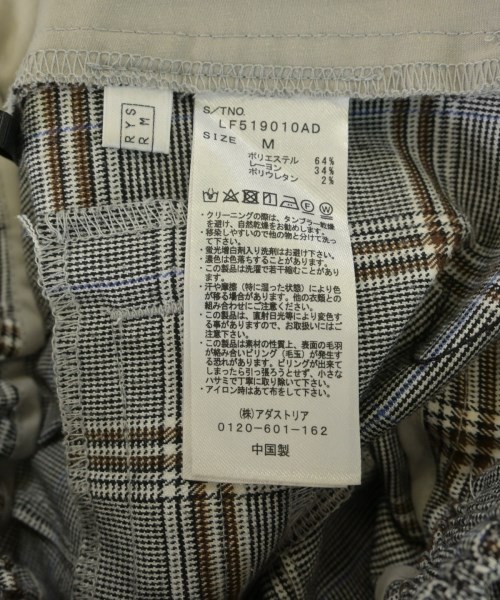 RYS
RM
S/TNO.
LF519010AD
SIZE M
ポリエステル 64%
レーヨン 34%
ポリウレタン 2%
・クリーニングの際は、タンブラー乾燥
を避け、自然乾燥をお勧めします。
・移染しやすいので他の物と分けて洗っ
て下さい。
・蛍光増白剤入り洗剤はお避け下さい。
・濃色は色落ちすることがあります。
・この製品は洗濯で若干縮むことがあり
ます。
・汗や摩擦(特に湿った状態)により色
が移る場合があります。他の衣類との
組み合わせにご注意ください。
・この製品は、直射日光等により変色す
る事がありますので、お取扱いにはご
注意下さい。
・この製品は素材の性質上、表面の毛羽
が絡み合いピリング(毛玉)が発生す
る恐れがあります。ピリングが出来て
しまったら引っ張ろうとせず、小さな
ハサミで丁寧に取り除いて下さい。
・アイロン時はあて布をして下さい。
(株)アダストリア
0120-601-162
中国製